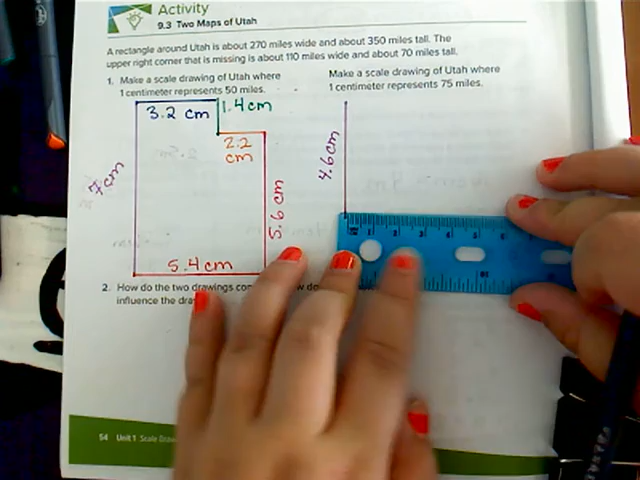 Activity
9.3 Two Maps of Utah
A rectangle around Utah is about 270 miles wide and about 350 miles tall. The
upper right corner that is missing is about 110 miles wide and about 70 miles tall.
1. Make a scale drawing of Utah where
1 centimeter represents 50 miles.
Make a scale drawing of Utah where
1 centimeter represents 75 miles.
3.2 cm
1.4 cm
2.2
cm
7cm
5.6 cm
5.4 cm
4.6cm
2. How do the two drawings
influence the
54 Unit 1